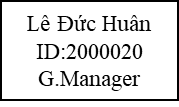 Lê Đức Huân
ID:2000020
G.Manager